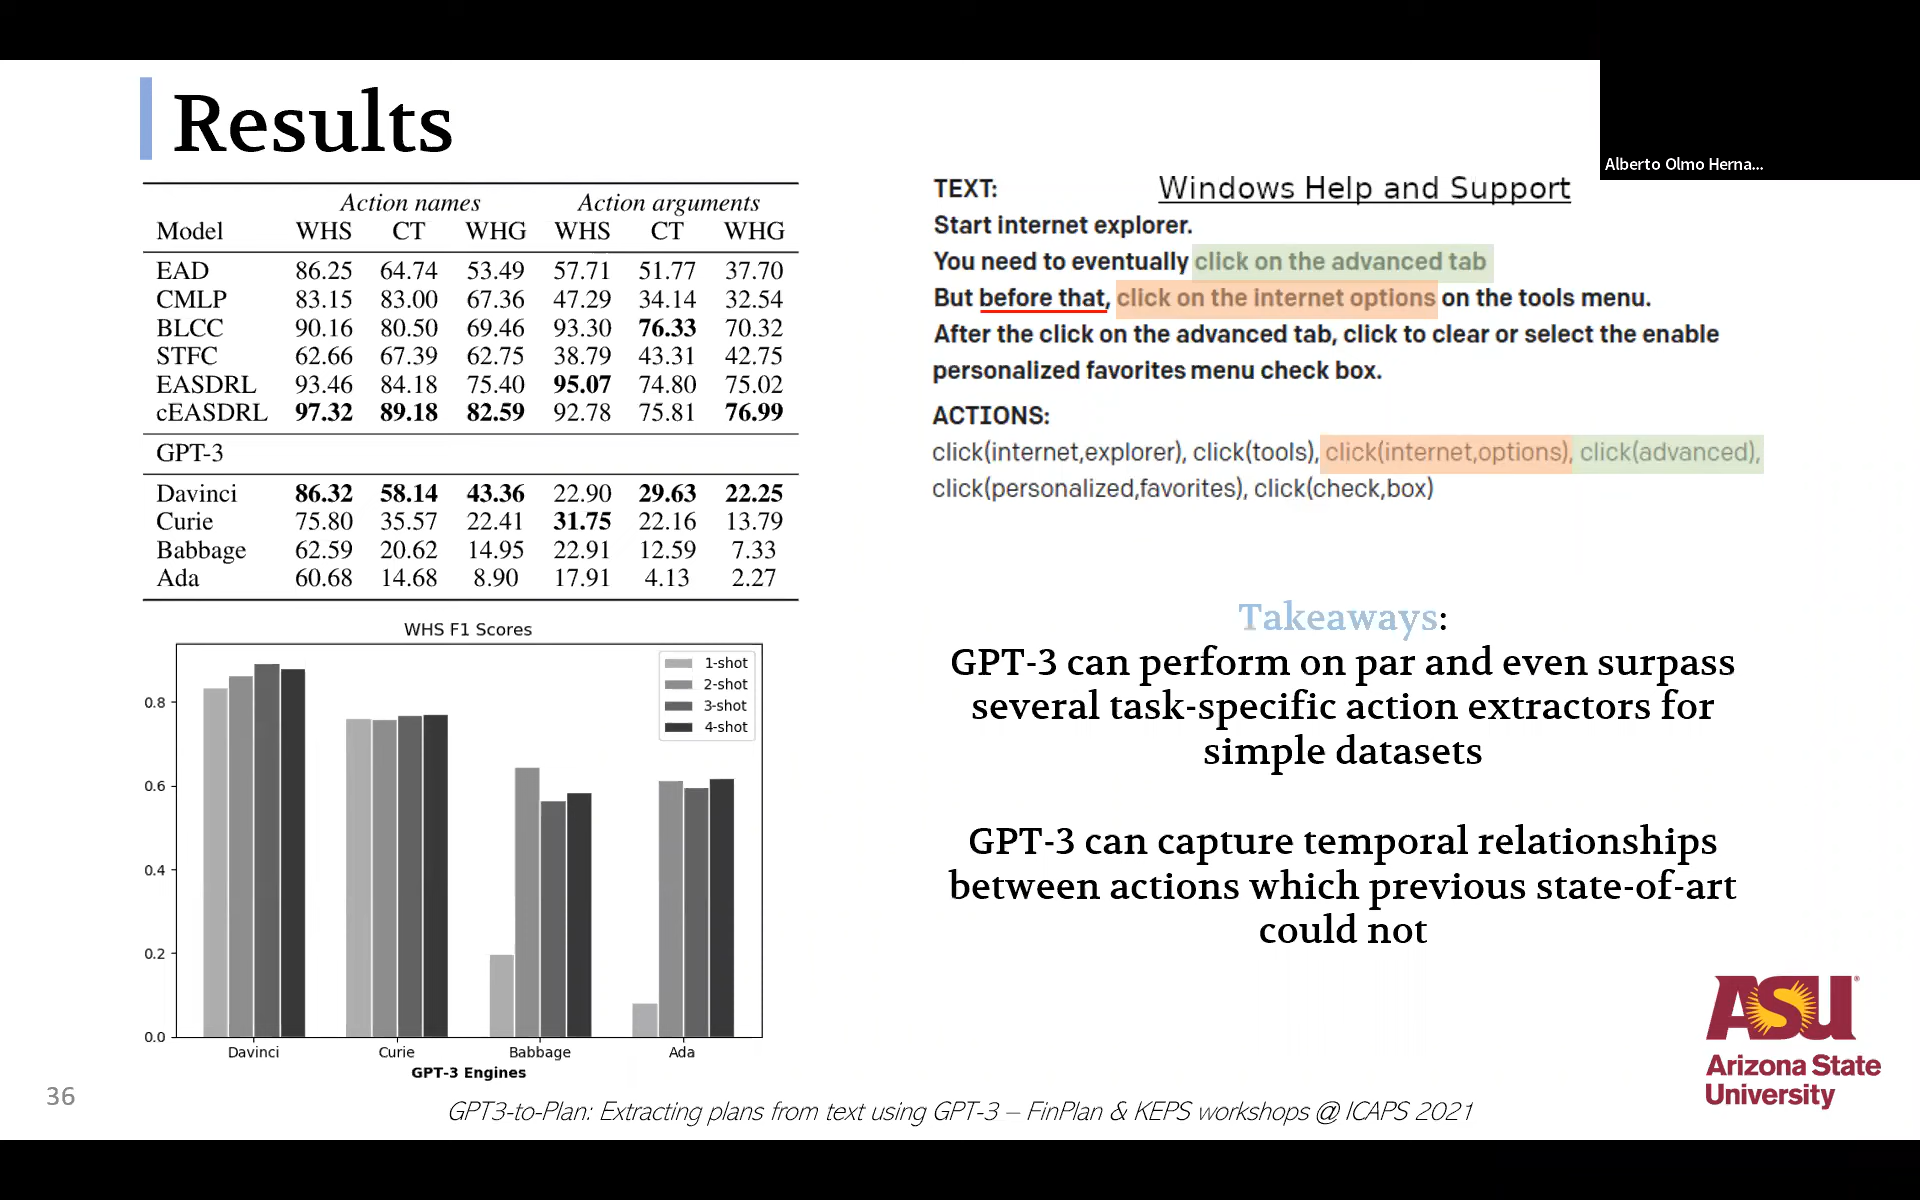 Results
Alberto Olmo Herna...
Action names Action arguments
Model WHS CT WHG WHS CT WHG
EAD 86.25 64.74 53.49 57.71 51.77 37.70
CMLP 83.15 83.00 67.36 47.29 34.14 32.54
BLCC 90.16 80.50 69.46 93.30 76.33 70.32
STFC 62.66 67.39 62.75 38.79 43.31 42.75
EASDRL 93.46 84.18 75.40 95.07 74.80 75.02
cEASDRL 97.32 89.18 82.59 92.78 75.81 76.99
GPT-3
Davinci 86.32 58.14 43.36 22.90 29.63 22.25
Curie 75.80 35.57 22.41 31.75 22.16 13.79
Babbage 62.59 20.62 14.95 22.91 12.59 7.33
Ada 60.68 14.68 8.90 17.91 4.13 2.27
WHS F1 Scores
1-shot
2-shot
3-shot
4-shot
0.8
0.6
0.4
0.2
0.0
Davinci Curie Babbage Ada
GPT-3 Engines
TEXT: Windows Help and Support
Start internet explorer.
You need to eventually click on the advanced tab
But before that, click on the internet options on the tools menu.
After the click on the advanced tab, click to clear or select the enable
personalized favorites menu check box.
ACTIONS:
click(internet,explorer), click(tools), click(internet,options), click(advanced),
click(personalized,favorites), click(check,box)
Takeaways:
GPT-3 can perform on par and even surpass
several task-specific action extractors for
simple datasets
GPT-3 can capture temporal relationships
between actions which previous state-of-art
could not
ASU
Arizona State
University
36
GPT3-to-Plan: Extracting plans from text using GPT-3 – FinPlan & KEPS workshops @ ICAPS 2021